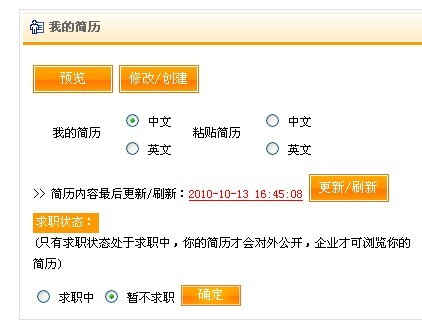 我的简历
预览 修改/创建
我的简历 中文 粘贴简历 中文
英文 英文
>> 简历内容最后更新/刷新：2010-10-13 16:45:08 更新/刷新
求职状态：
(只有求职状态处于求职中，你的简历才会对外公开，企业才可浏览你的
简历)
求职中 暂不求职 确定